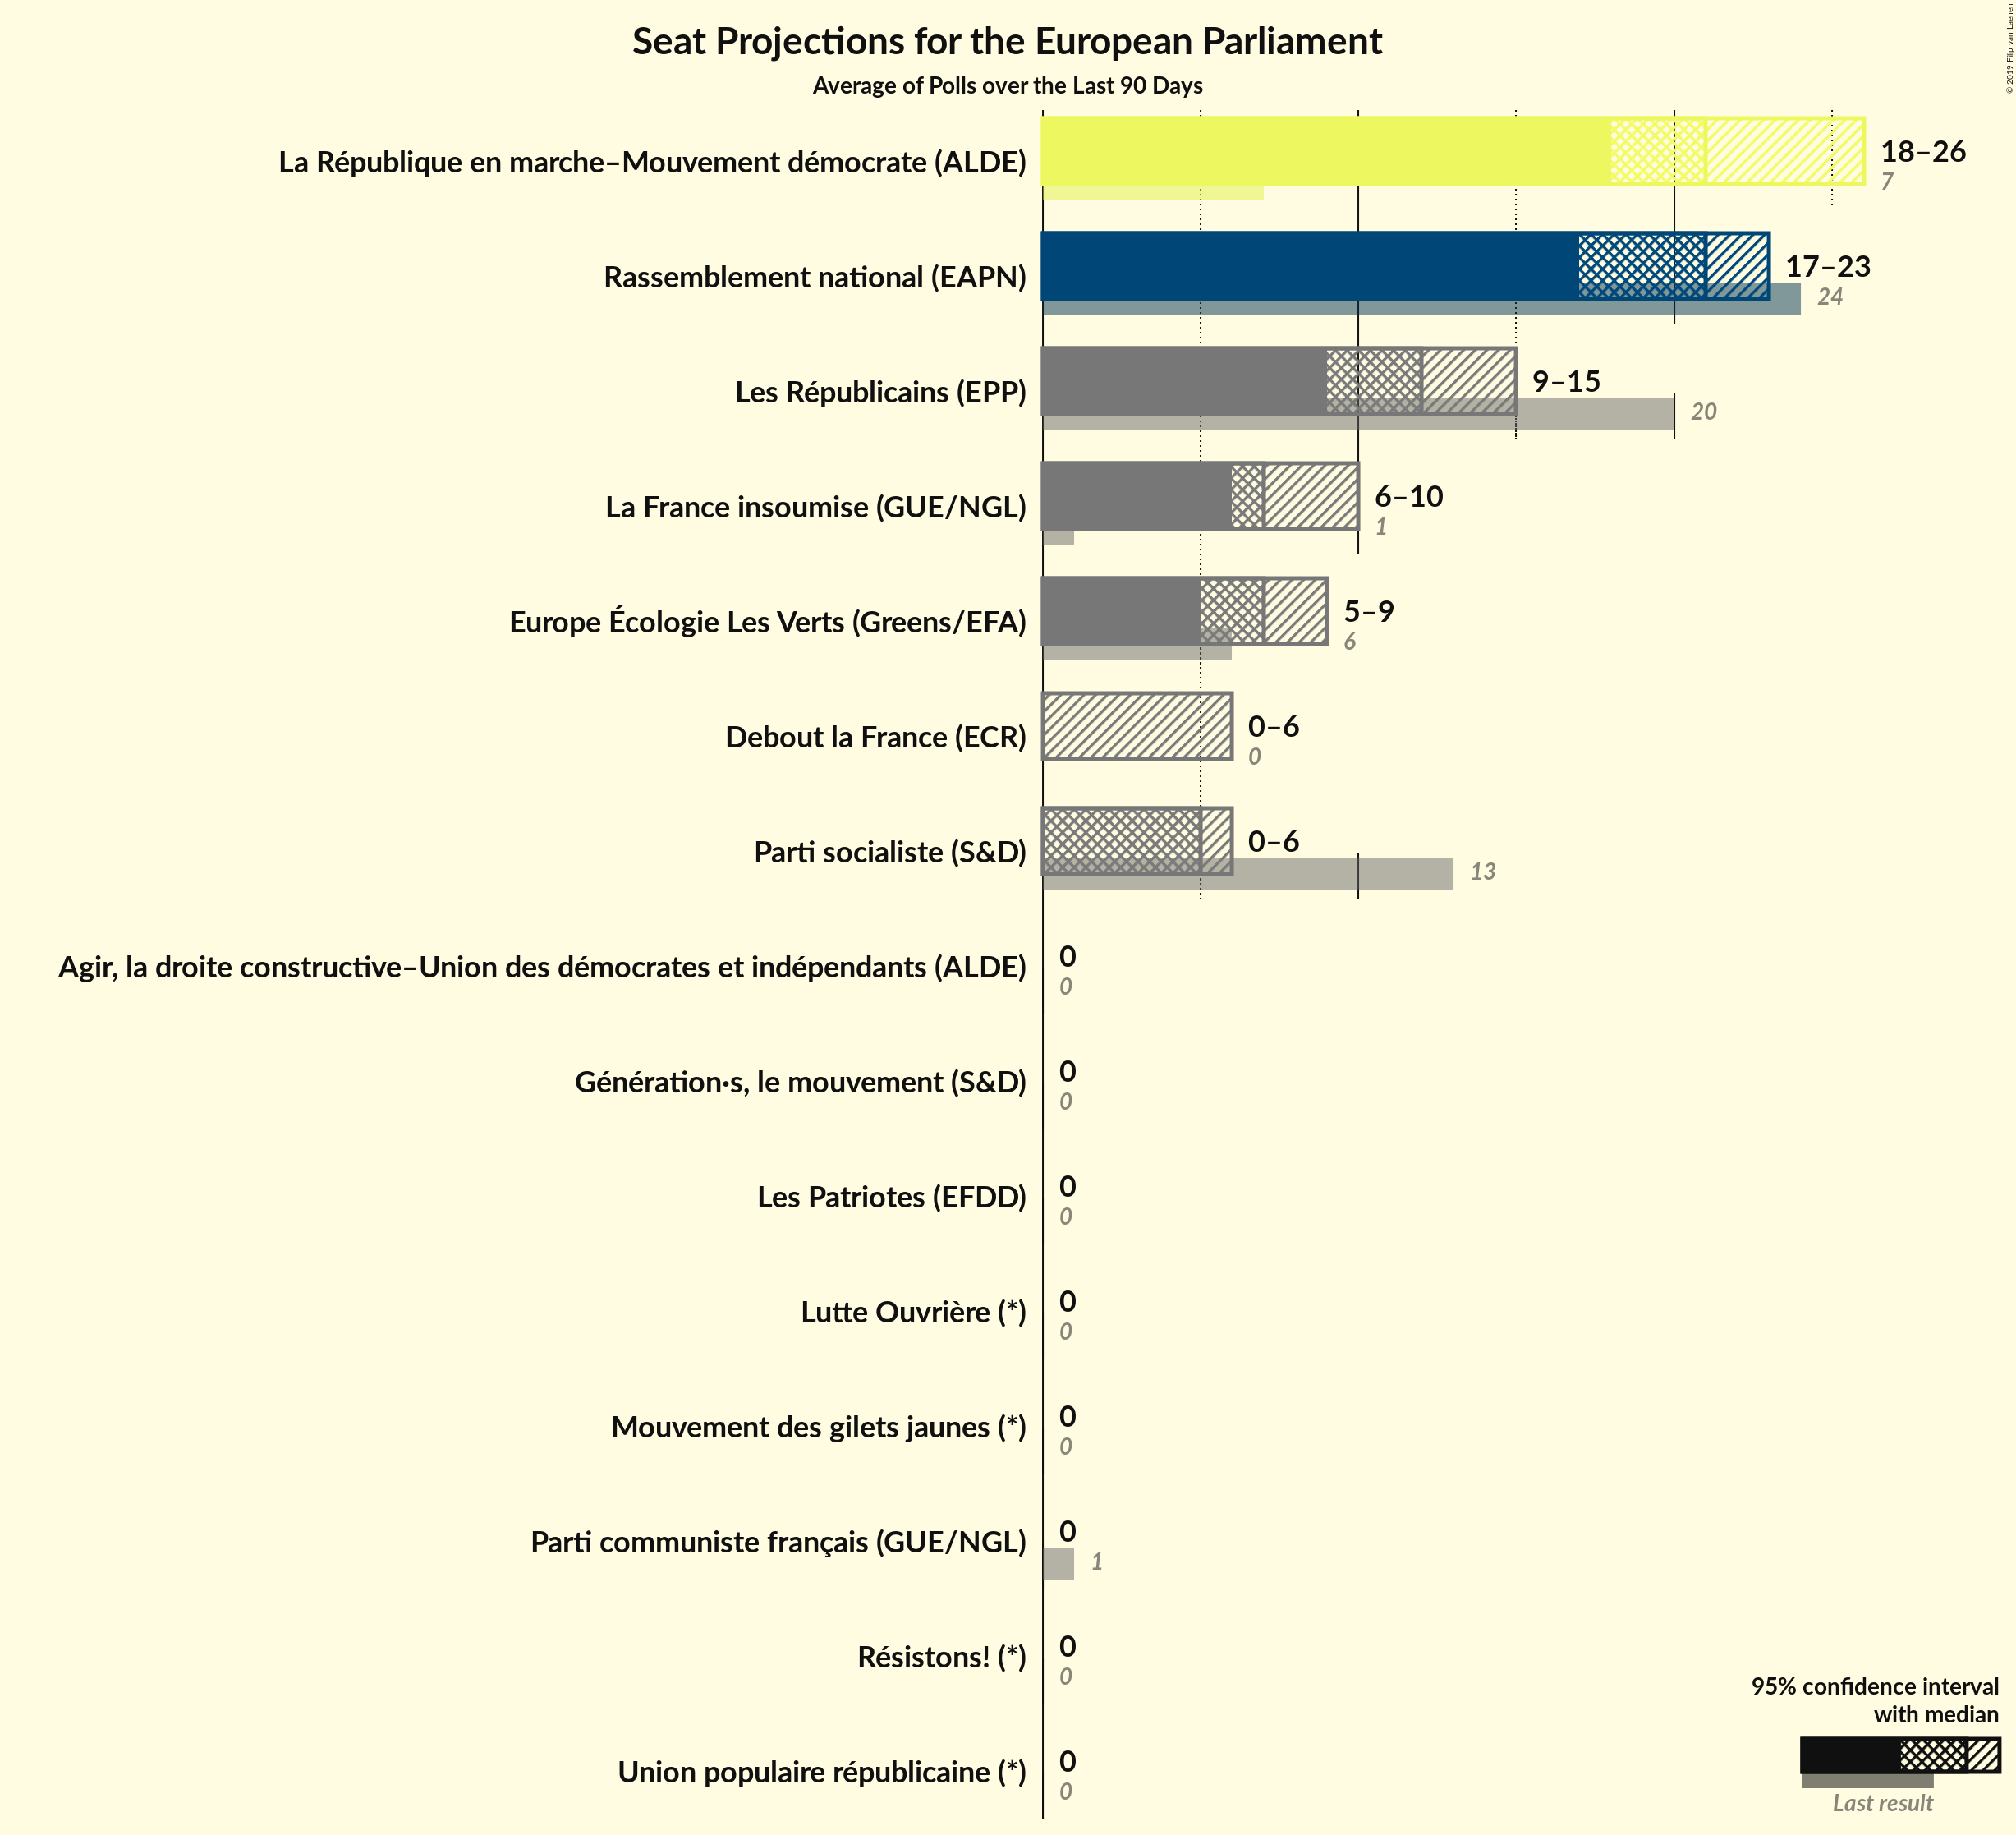 Seat Projections for the European Parliament
Average of Polls over the Last 90 Days
© 2019 Filip van Laenen
La République en marche–Mouvement démocrate (ALDE)
18–26
7
Rassemblement national (EAPN)
17–23
24
Les Républicains (EPP)
9–15
20
La France insoumise (GUE/NGL)
6–10
1
Europe Écologie Les Verts (Greens/EFA)
5–9
6
Debout la France (ECR)
0–6
0
Parti socialiste (S&D)
0–6
13
Agir, la droite constructive–Union des démocrates et indépendants (ALDE)
0
0
Génération·s, le mouvement (S&D)
0
0
Les Patriotes (EFDD)
0
0
Lutte Ouvrière (*)
0
0
Mouvement des gilets jaunes (*)
0
0
Parti communiste français (GUE/NGL)
0
1
Résistons! (*)
0
0
Union populaire républicaine (*)
0
0
95% confidence interval
with median
Last result